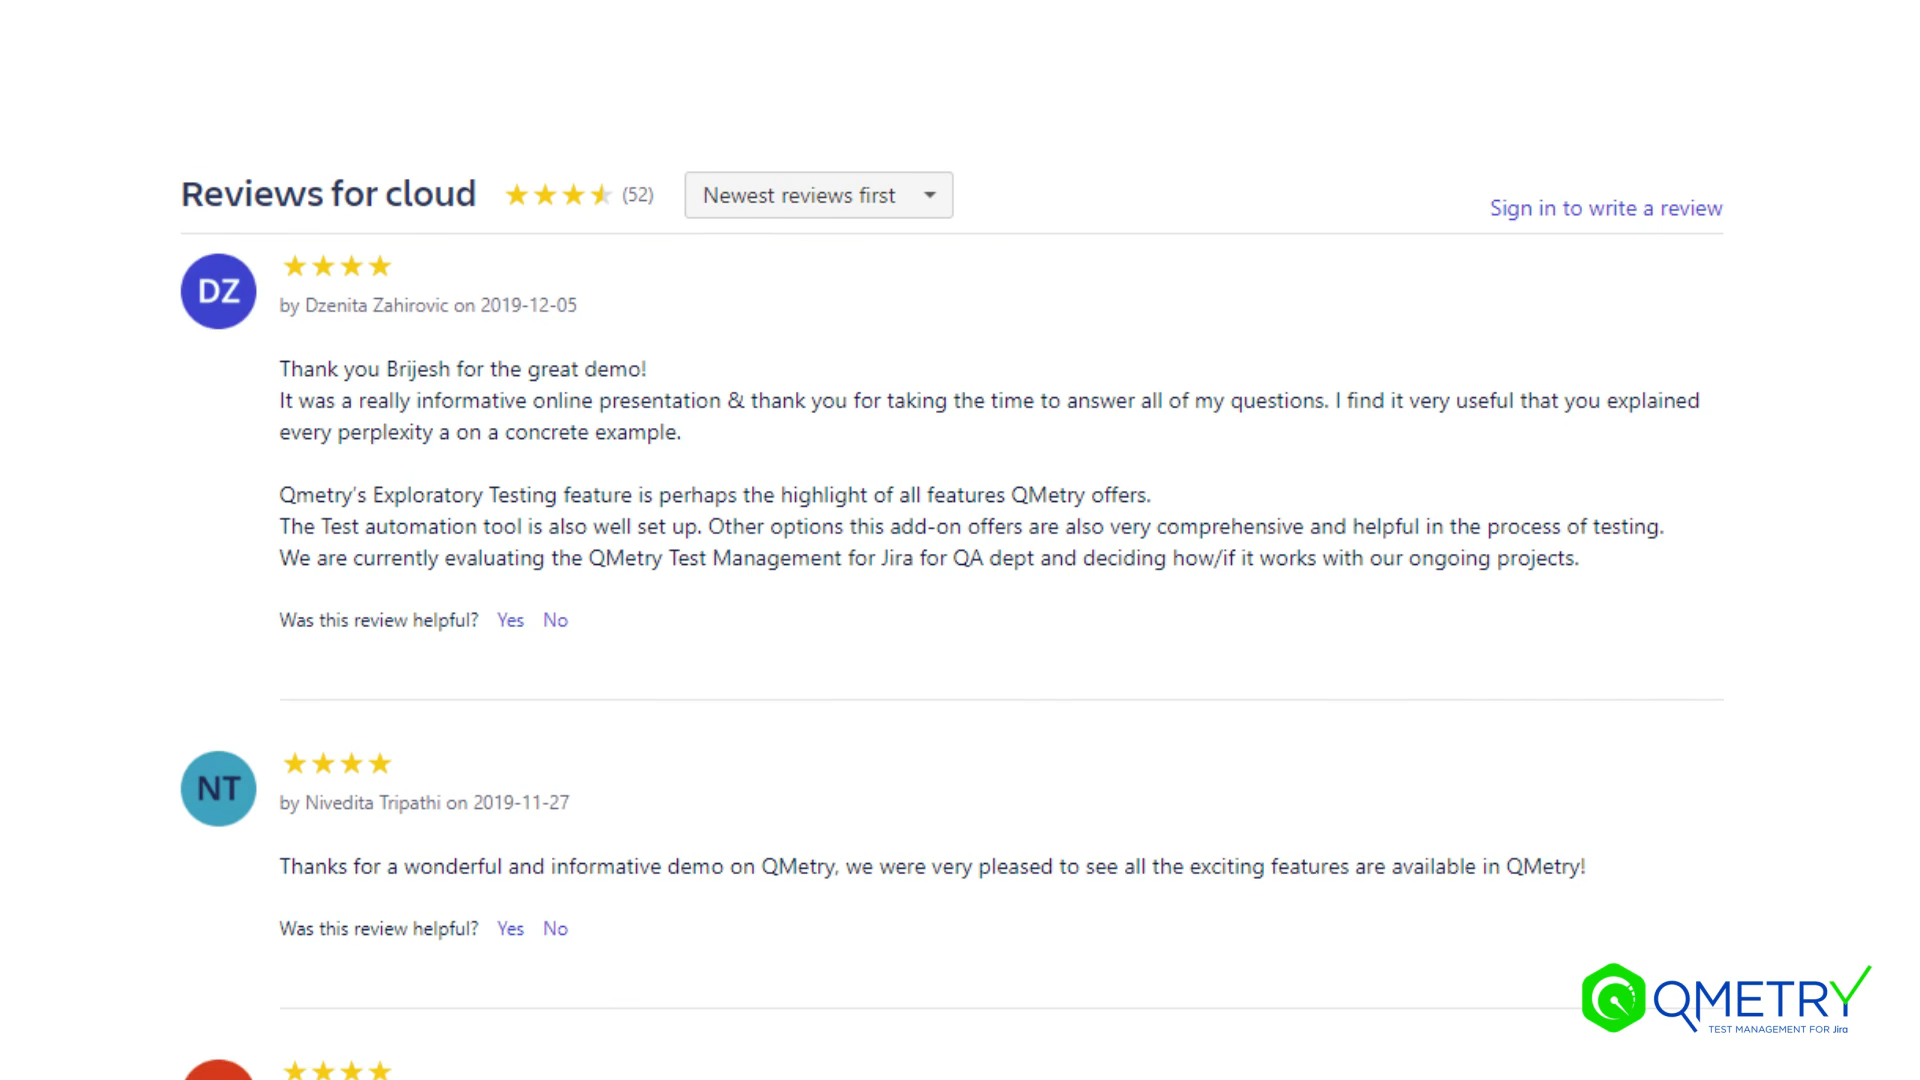 Reviews for cloud (52) Newest reviews first
Sign in to write a review
DZ
by Dzenita Zahirovic on 2019-12-05
Thank you Brijesh for the great demo!
It was a really informative online presentation & thank you for taking the time to answer all of my questions. I find it very useful that you explained
every perplexity a on a concrete example.
Qmetry's Exploratory Testing feature is perhaps the highlight of all features QMetry offers.
The Test automation tool is also well set up. Other options this add-on offers are also very comprehensive and helpful in the process of testing.
We are currently evaluating the QMetry Test Management for Jira for QA dept and deciding how/if it works with our ongoing projects.
Was this review helpful? Yes No
NT
by Nivedita Tripathi on 2019-11-27
Thanks for a wonderful and informative demo on QMetry, we were very pleased to see all the exciting features are available in QMetry!
Was this review helpful? Yes No
QMETRY
TEST MANAGEMENT FOR Jira